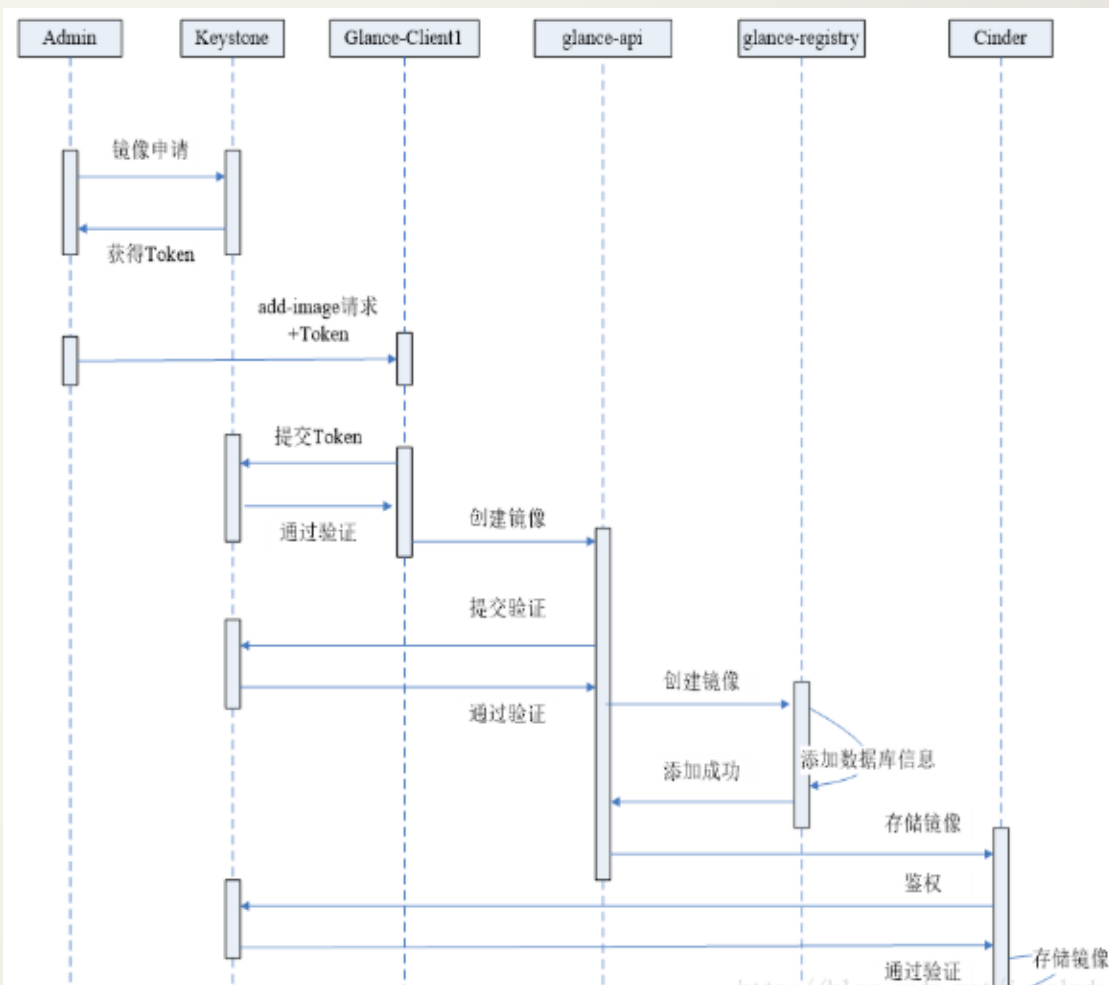 Admin
Keystone
Glance-Client1
glance-api
glance-registry
Cinder
镜像申请
获得Token
add-image请求
+Token
提交Token
通过验证
创建镜像
提交验证
通过验证
创建镜像
添加数据库信息
添加成功
存储镜像
鉴权
通过验证
存储镜像